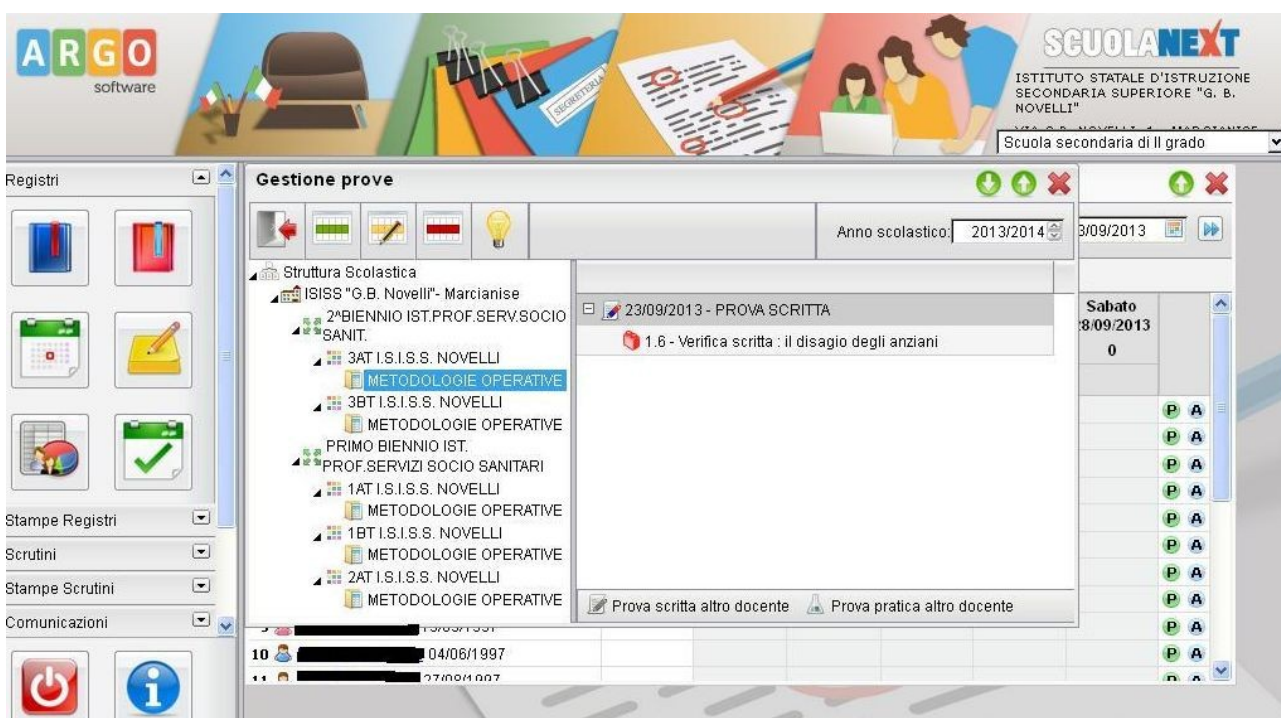 ARGO
software
SEGRETERIA
SCUOLANEXT
ISTITUTO STATALE D'ISTRUZIONE
SECONDARIA SUPERIORE "G. B.
NOVELLI"
Scuola secondaria di II grado
Registri
Stampe Registri
Scrutini
Stampe Scrutini
Comunicazioni
Gestione prove
Anno scolastico: 2013/2014
Struttura Scolastica
ISISS "G.B. Novelli"- Marcianise
2^BIENNIO IST.PROF.SERV.SOCIO
SANIT.
3AT I.S.I.S.S. NOVELLI
METODOLOGIE OPERATIVE
3BT I.S.I.S.S. NOVELLI
METODOLOGIE OPERATIVE
PRIMO BIENNIO IST.
PROF.SERVIZI SOCIO SANITARI
1AT I.S.I.S.S. NOVELLI
METODOLOGIE OPERATIVE
1BT I.S.I.S.S. NOVELLI
METODOLOGIE OPERATIVE
2AT I.S.I.S.S. NOVELLI
METODOLOGIE OPERATIVE
23/09/2013 - PROVA SCRITTA
1.6 - Verifica scritta : il disagio degli anziani
Prova scritta altro docente Prova pratica altro docente
3/09/2013
Sabato
8/09/2013
0
P A
P A
P A
P A
P A
P A
P A
P A
P A
10 04/06/1997
P A